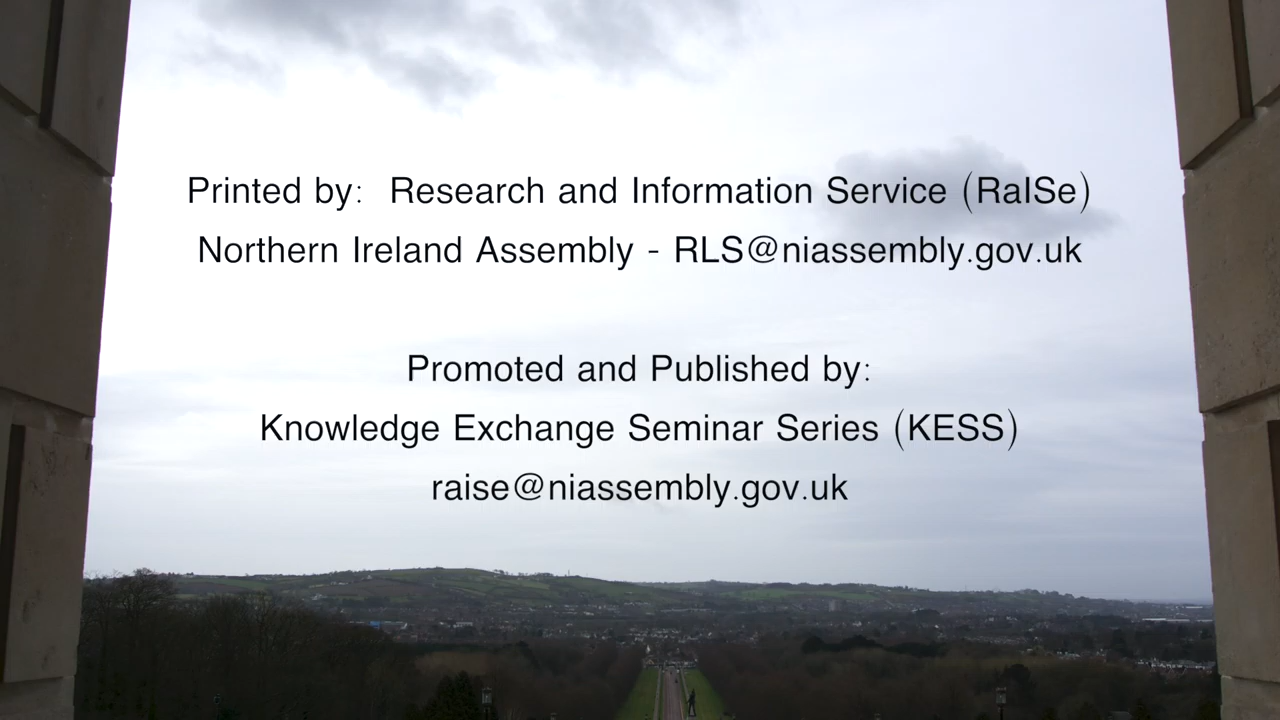 Printed by:  Research and Information Service (RaISe)
Northern Ireland Assembly - RLS@niassembly.gov.uk
Promoted and Published by:
Knowledge Exchange Seminar Series (KESS)
raise@niassembly.gov.uk